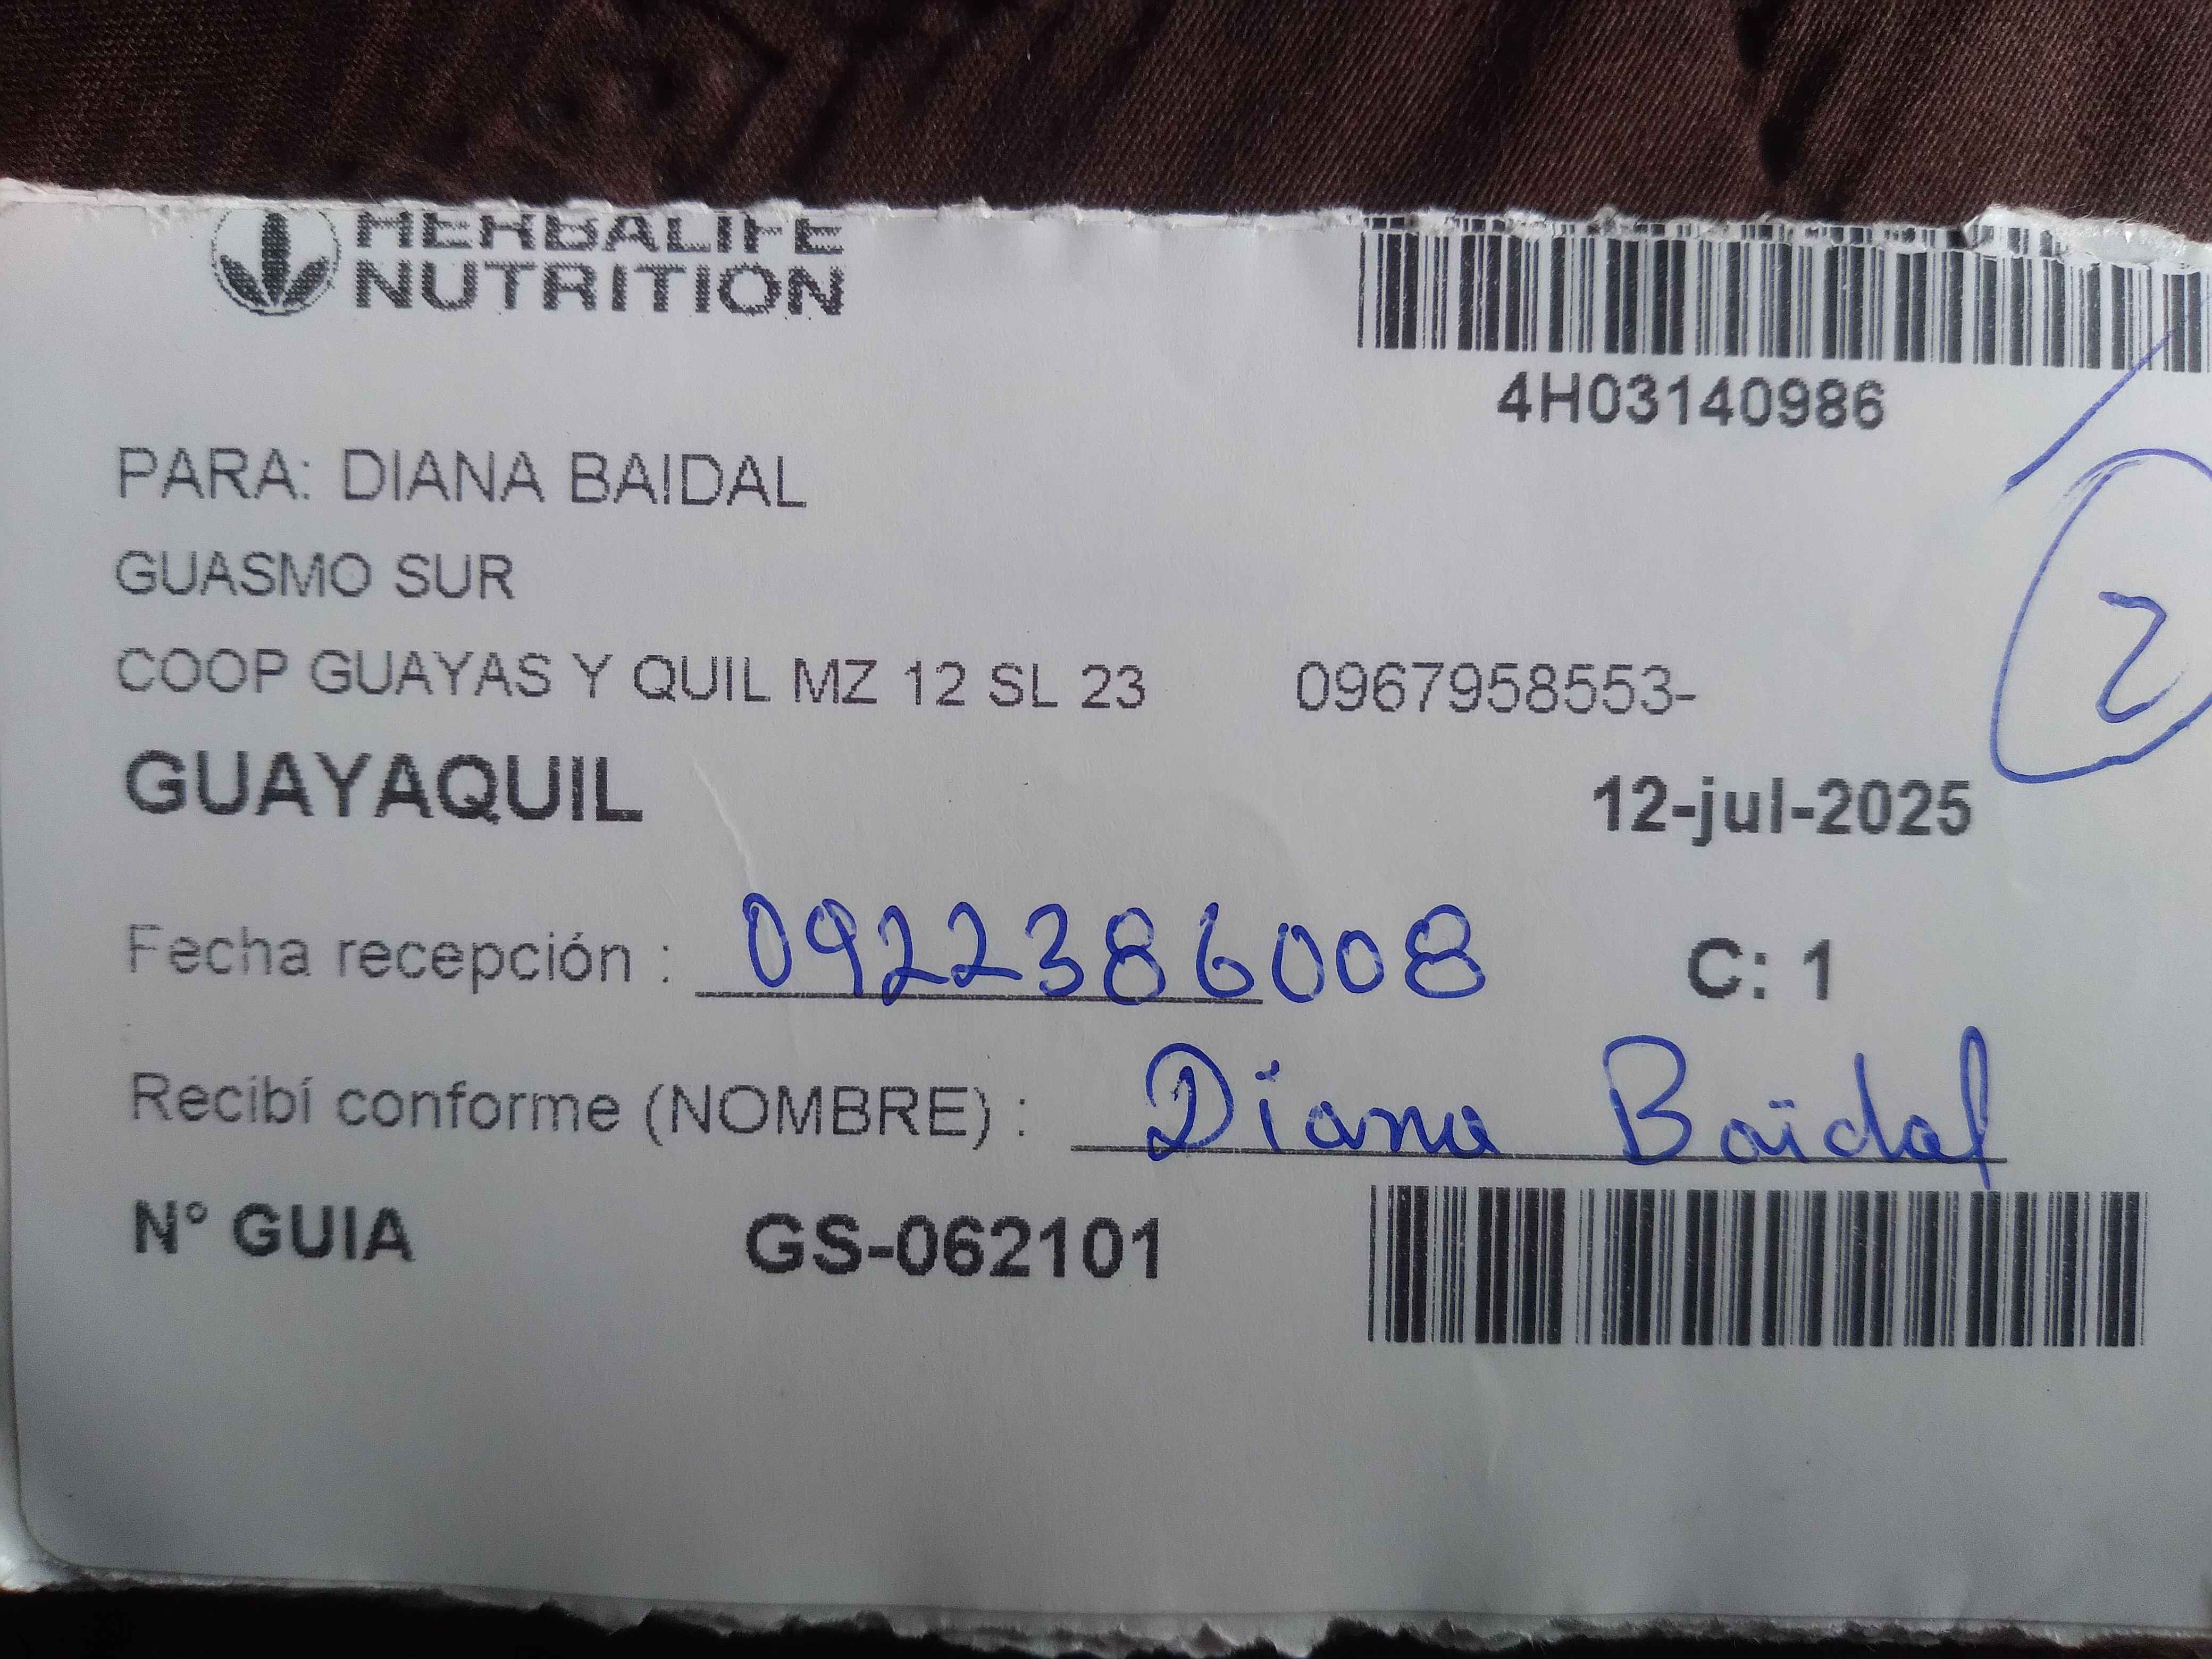 HERBALIFE
NUTRITION
4H03140986
PARA: DIANA BAIDAL
GUASMO SUR
COOP GUAYAS Y QUIL MZ 12 SL 23 0967958553-
2
GUAYAQUIL 12-jul-2025
Fecha recepción : 0922386008 C: 1
Recibí conforme (NOMBRE) : Diana Baidal
N° GUIA GS-062101